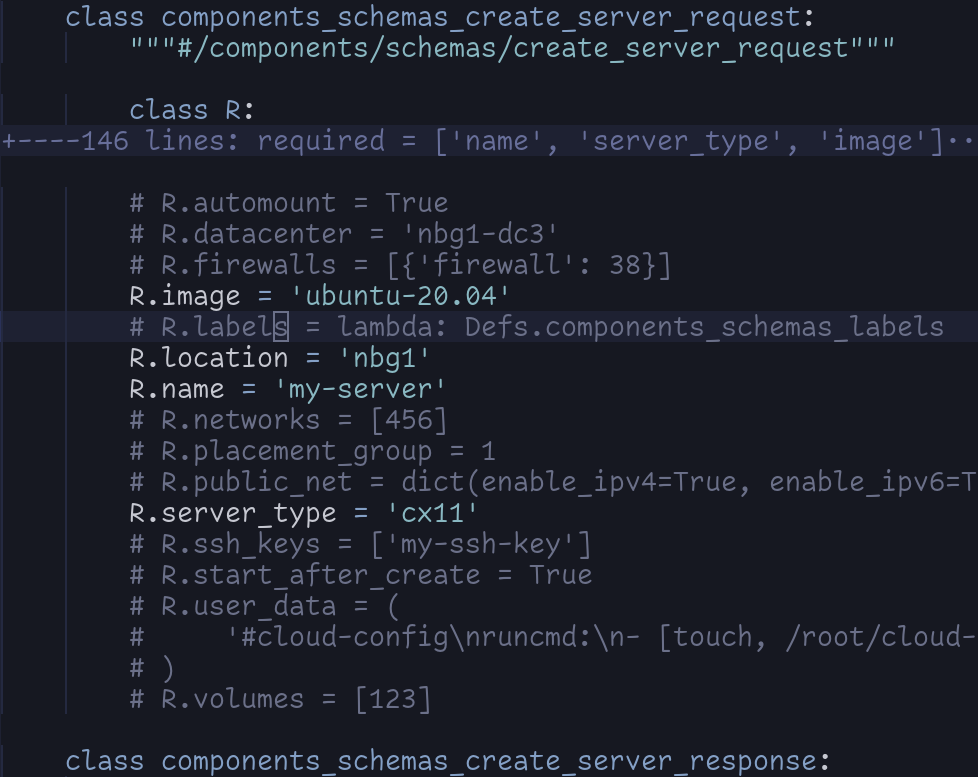 class components_schemas_create_server_request:
"""#/components/schemas/create_server_request"""
class R:
+----146 lines: required = ['name', 'server_type', 'image']··
# R.automount = True
# R.datacenter = 'nbg1-dc3'
# R.firewalls = [{'firewall': 38}]
R.image = 'ubuntu-20.04'
# R.labels = lambda: Defs.components_schemas_labels
R.location = 'nbg1'
R.name = 'my-server'
# R.networks = [456]
# R.placement_group = 1
# R.public_net = dict(enable_ipv4=True, enable_ipv6=T
R.server_type = 'cx11'
# R.ssh_keys = ['my-ssh-key']
# R.start_after_create = True
# R.user_data = (
#     '#cloud-config\nruncmd:\n- [touch, /root/cloud-
# )
# R.volumes = [123]
class components_schemas_create_server_response: